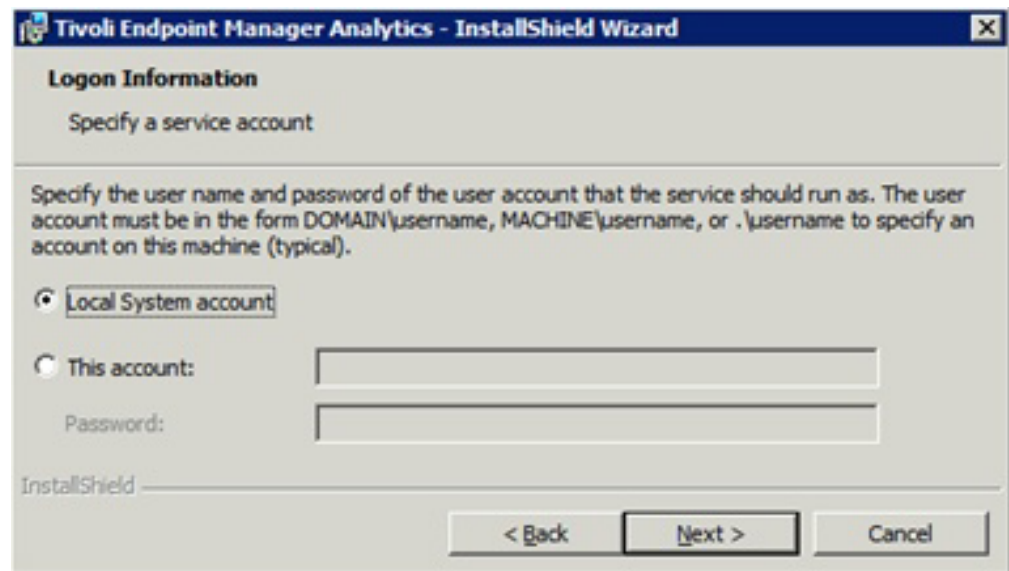 Tivoli Endpoint Manager Analytics - InstallShield Wizard
Logon Information
Specify a service account
Specify the user name and password of the user account that the service should run as. The user
account must be in the form DOMAIN\username, MACHINE\username, or .\username to specify an
account on this machine (typical).
Local System account
This account:
Password:
InstallShield
< Back
Next >
Cancel